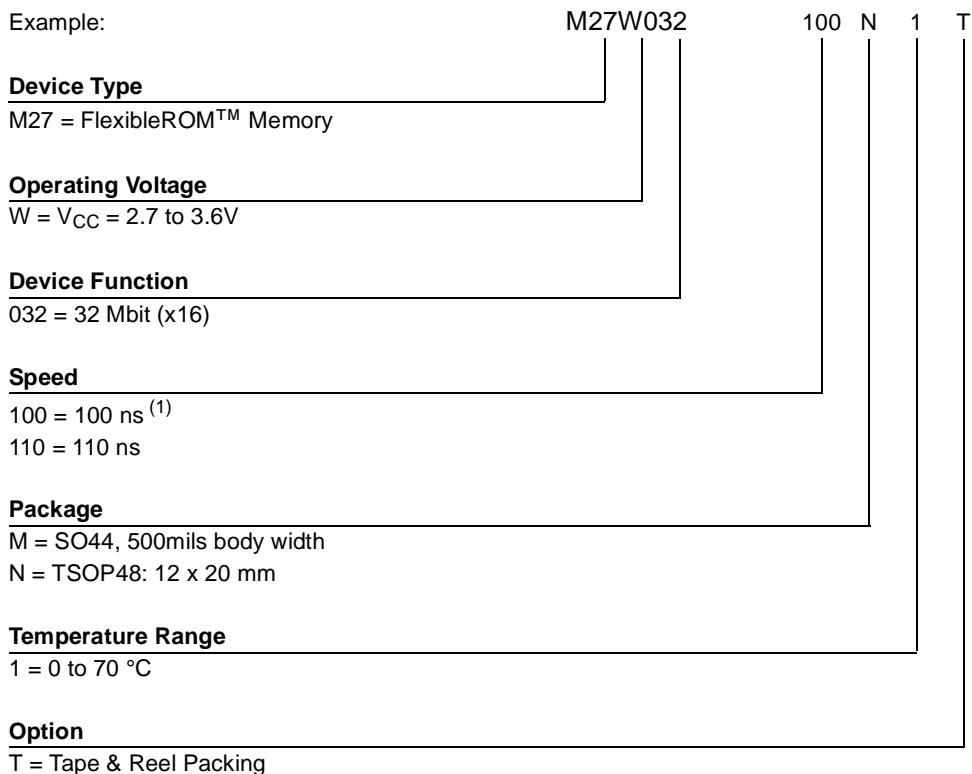 Example: M27W032 100 N 1 T
Device Type
M27 = FlexibleROM™ Memory
Operating Voltage
W = VCC = 2.7 to 3.6V
Device Function
032 = 32 Mbit (x16)
Speed
100 = 100 ns (1)
110 = 110 ns
Package
M = SO44, 500mils body width
N = TSOP48: 12 x 20 mm
Temperature Range
1 = 0 to 70 °C
Option
T = Tape & Reel Packing